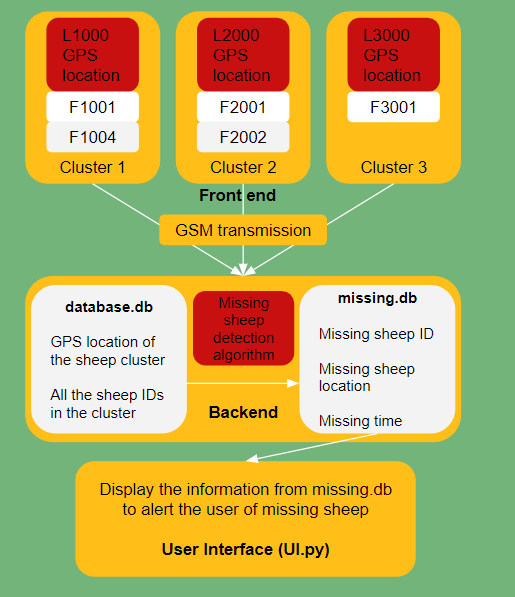 L1000
GPS
location
F1001
F1004
Cluster 1
L2000
GPS
location
F2001
F2002
Cluster 2
L3000
GPS
location
F3001
Cluster 3
Front end
GSM transmission
database.db
GPS location of
the sheep cluster
All the sheep IDs
in the cluster
Missing
sheep
detection
algorithm
Backend
missing.db
Missing sheep ID
Missing sheep
location
Missing time
Display the information from missing.db
to alert the user of missing sheep
User Interface (UI.py)